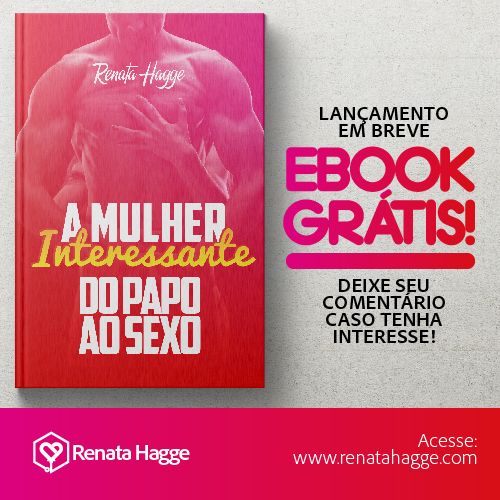 Renata Hagge
A MULHER
Interessante
DO PAPO
AO SEXO
LANÇAMENTO
EM BREVE
EBOOK
GRÁTIS!
DEIXE SEU
COMENTÁRIO
CASO TENHA
INTERESSE!
Renata Hagge
Acesse:
www.renatahagge.com